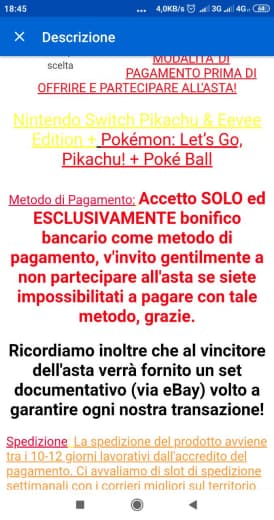 18:45
... 4,0KB/s 3G 4G 64
× Descrizione
scelta
MODALITÀ DI
PAGAMENTO PRIMA DI
OFFRIRE E PARTECIPARE ALL'ASTA!
Nintendo Switch Pikachu & Eevee
Edition + Pokémon: Let's Go,
Pikachu! + Poké Ball
Metodo di Pagamento: Accetto SOLO ed
ESCLUSIVAMENTE bonifico
bancario come metodo di
pagamento, v'invito gentilmente a
non partecipare all'asta se siete
impossibilitati a pagare con tale
metodo, grazie.
Ricordiamo inoltre che al vincitore
dell'asta verrà fornito un set
documentativo (via eBay) volto a
garantire ogni nostra transazione!
Spedizione La spedizione del prodotto avviene
tra i 10-12 giorni lavorativi dall'accredito del
pagamento. Ci avvaliamo di slot di spedizione
settimanali con i corrieri migliori sul territorio